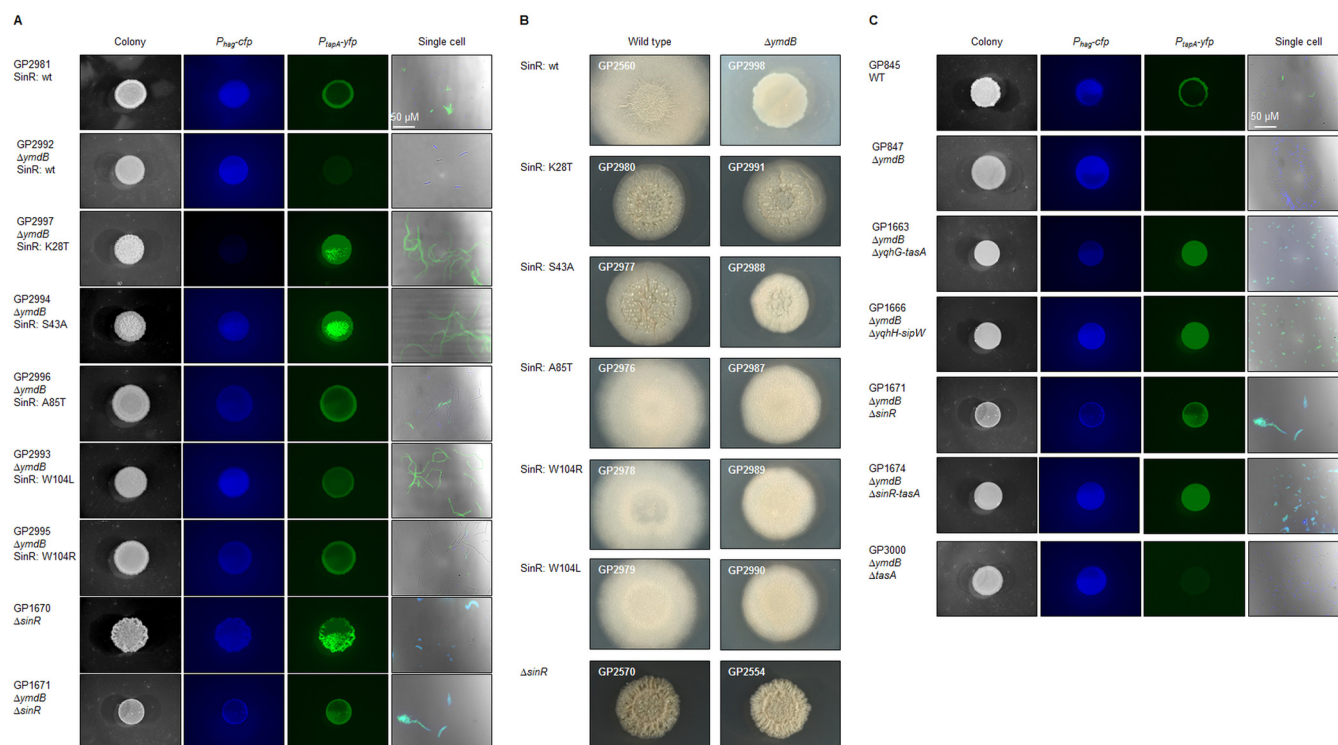 A
Colony P_hag-cfp P_tapA-yfp Single cell
GP2981
SinR: wt
50 µM
GP2992
ΔymdB
SinR: wt
GP2997
ΔymdB
SinR: K28T
GP2994
ΔymdB
SinR: S43A
GP2996
ΔymdB
SinR: A85T
GP2993
ΔymdB
SinR: W104L
GP2995
ΔymdB
SinR: W104R
GP1670
ΔsinR
GP1671
ΔymdB
ΔsinR
B
Wild type ΔymdB
SinR: wt GP2560 GP2998
SinR: K28T GP2980 GP2991
SinR: S43A GP2977 GP2988
SinR: A85T GP2976 GP2987
SinR: W104R GP2978 GP2989
SinR: W104L GP2979 GP2990
ΔsinR GP2570 GP2554
C
Colony P_hag-cfp P_tapA-yfp Single cell
GP845
WT
50 µM
GP847
ΔymdB
GP1663
ΔymdB
ΔyqhG-tasA
GP1666
ΔymdB
ΔyqhH-sipW
GP1671
ΔymdB
ΔsinR
GP1674
ΔymdB
ΔsinR-tasA
GP3000
ΔymdB
ΔtasA